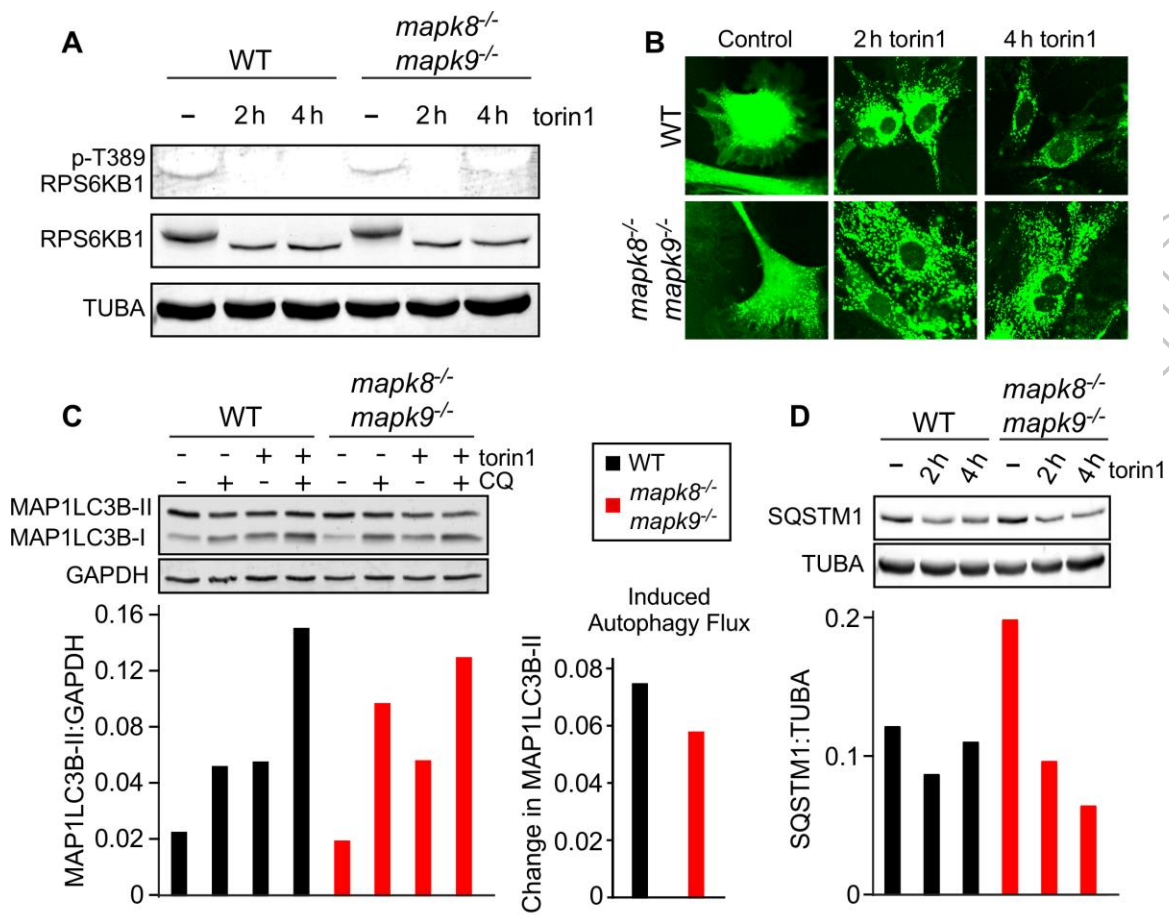 A
WT
mapk8-/-
mapk9-/-
– 2 h 4 h – 2 h 4 h torin1
p-T389
RPS6KB1
RPS6KB1
TUBA
B
Control 2 h torin1 4 h torin1
WT
mapk8-/-
mapk9-/-
C
WT
mapk8-/-
mapk9-/-
- - + + - - + + torin1
- + - + - + - + CQ
MAP1LC3B-II
MAP1LC3B-I
GAPDH
MAP1LC3B-II:GAPDH
0.16
0.12
0.08
0.04
0.02
0
WT
mapk8-/-
mapk9-/-
Induced
Autophagy Flux
Change in MAP1LC3B-II
0.08
0.06
0.04
0.02
0
D
WT
mapk8-/-
mapk9-/-
– 2h 4h – 2h 4h torin1
SQSTM1
TUBA
SQSTM1:TUBA
0.2
0.1
0